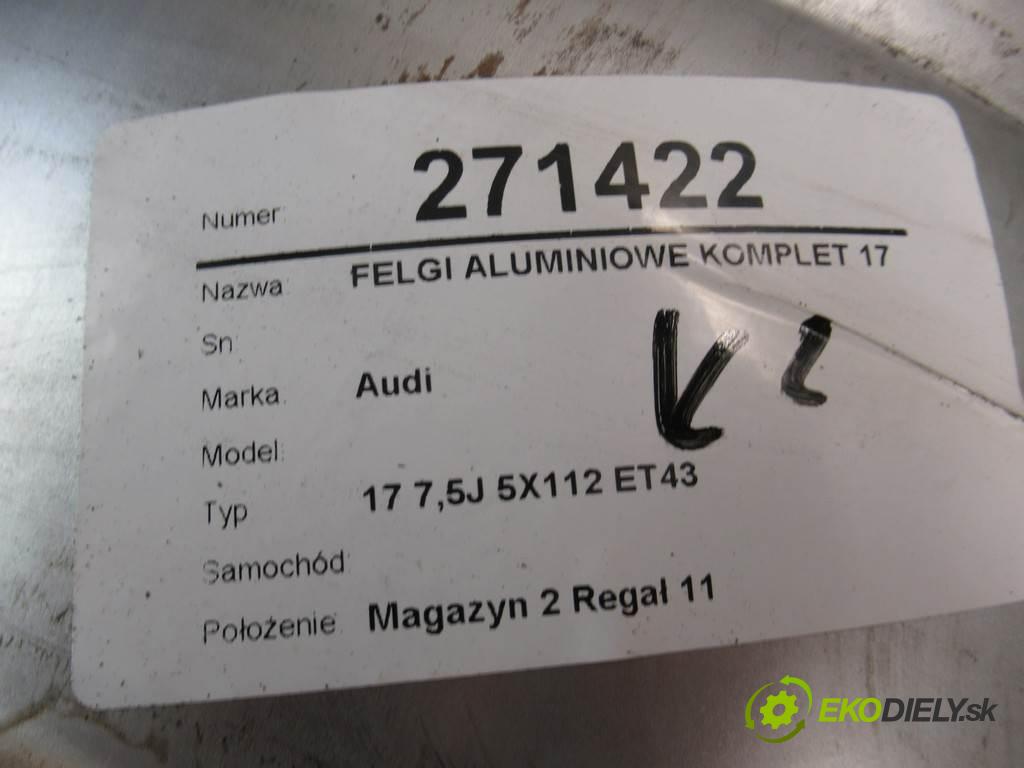 Numer: 271422
Nazwa: FELGI ALUMINIOWE KOMPLET 17
Sn:
Marka: Audi
Model:
Typ 17 7,5J 5X112 ET43
Samochód:
Położenie: Magazyn 2 Regał 11
EKODIELY.sk